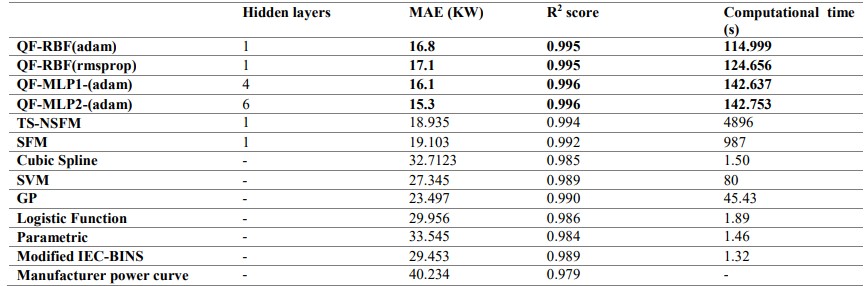 Hidden layers MAE (KW) R² score Computational time (s)
QF-RBF(adam) 1 16.8 0.995 114.999
QF-RBF(rmsprop) 1 17.1 0.995 124.656
QF-MLP1-(adam) 4 16.1 0.996 142.637
QF-MLP2-(adam) 6 15.3 0.996 142.753
TS-NSFM 1 18.935 0.994 4896
SFM 1 19.103 0.992 987
Cubic Spline - 32.7123 0.985 1.50
SVM - 27.345 0.989 80
GP - 23.497 0.990 45.43
Logistic Function - 29.956 0.986 1.89
Parametric - 33.545 0.984 1.46
Modified IEC-BINS - 29.453 0.989 1.32
Manufacturer power curve - 40.234 0.979 -